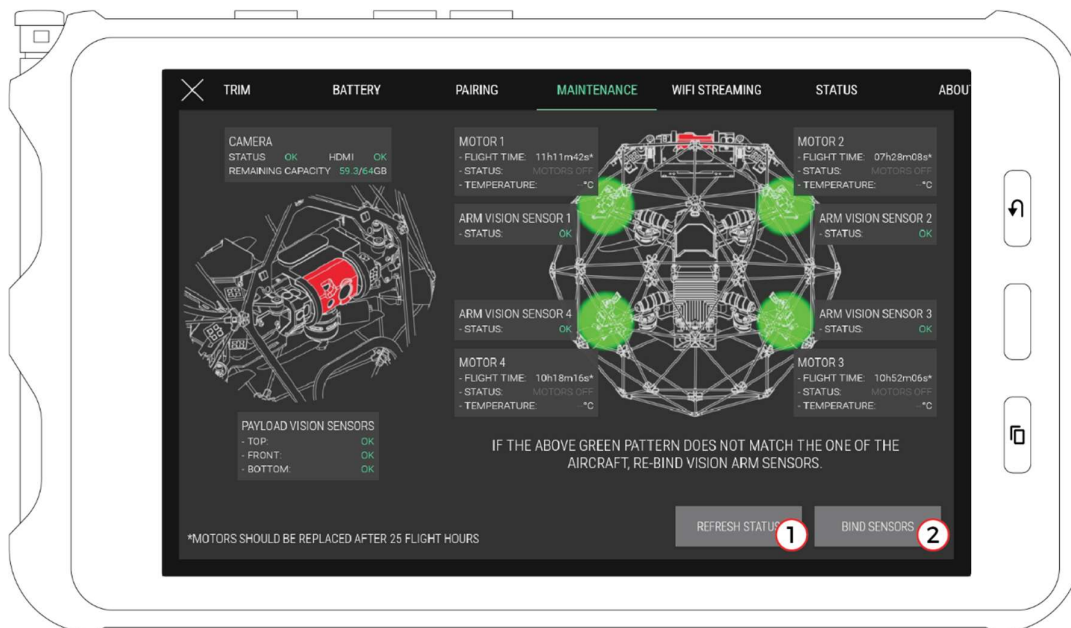 TRIM BATTERY PAIRING MAINTENANCE WIFI STREAMING STATUS ABOU
CAMERA
STATUS OK HDMI OK
REMAINING CAPACITY 59.3/64GB
MOTOR 1
- FLIGHT TIME: 11h11m42s*
- STATUS: MOTORS OFF
- TEMPERATURE: --°C
MOTOR 2
- FLIGHT TIME: 07h28m08s*
- STATUS: MOTORS OFF
- TEMPERATURE: --°C
ARM VISION SENSOR 1
- STATUS: OK
ARM VISION SENSOR 2
- STATUS: OK
ARM VISION SENSOR 4
- STATUS: OK
ARM VISION SENSOR 3
- STATUS: OK
MOTOR 4
- FLIGHT TIME: 10h18m16s*
- STATUS: MOTORS OFF
- TEMPERATURE: --°C
MOTOR 3
- FLIGHT TIME: 10h52m06s*
- STATUS: MOTORS OFF
- TEMPERATURE: --°C
PAYLOAD VISION SENSORS
- TOP: OK
- FRONT: OK
- BOTTOM: OK
IF THE ABOVE GREEN PATTERN DOES NOT MATCH THE ONE OF THE
AIRCRAFT, RE-BIND VISION ARM SENSORS.
REFRESH STATUS 1
BIND SENSORS 2
*MOTORS SHOULD BE REPLACED AFTER 25 FLIGHT HOURS